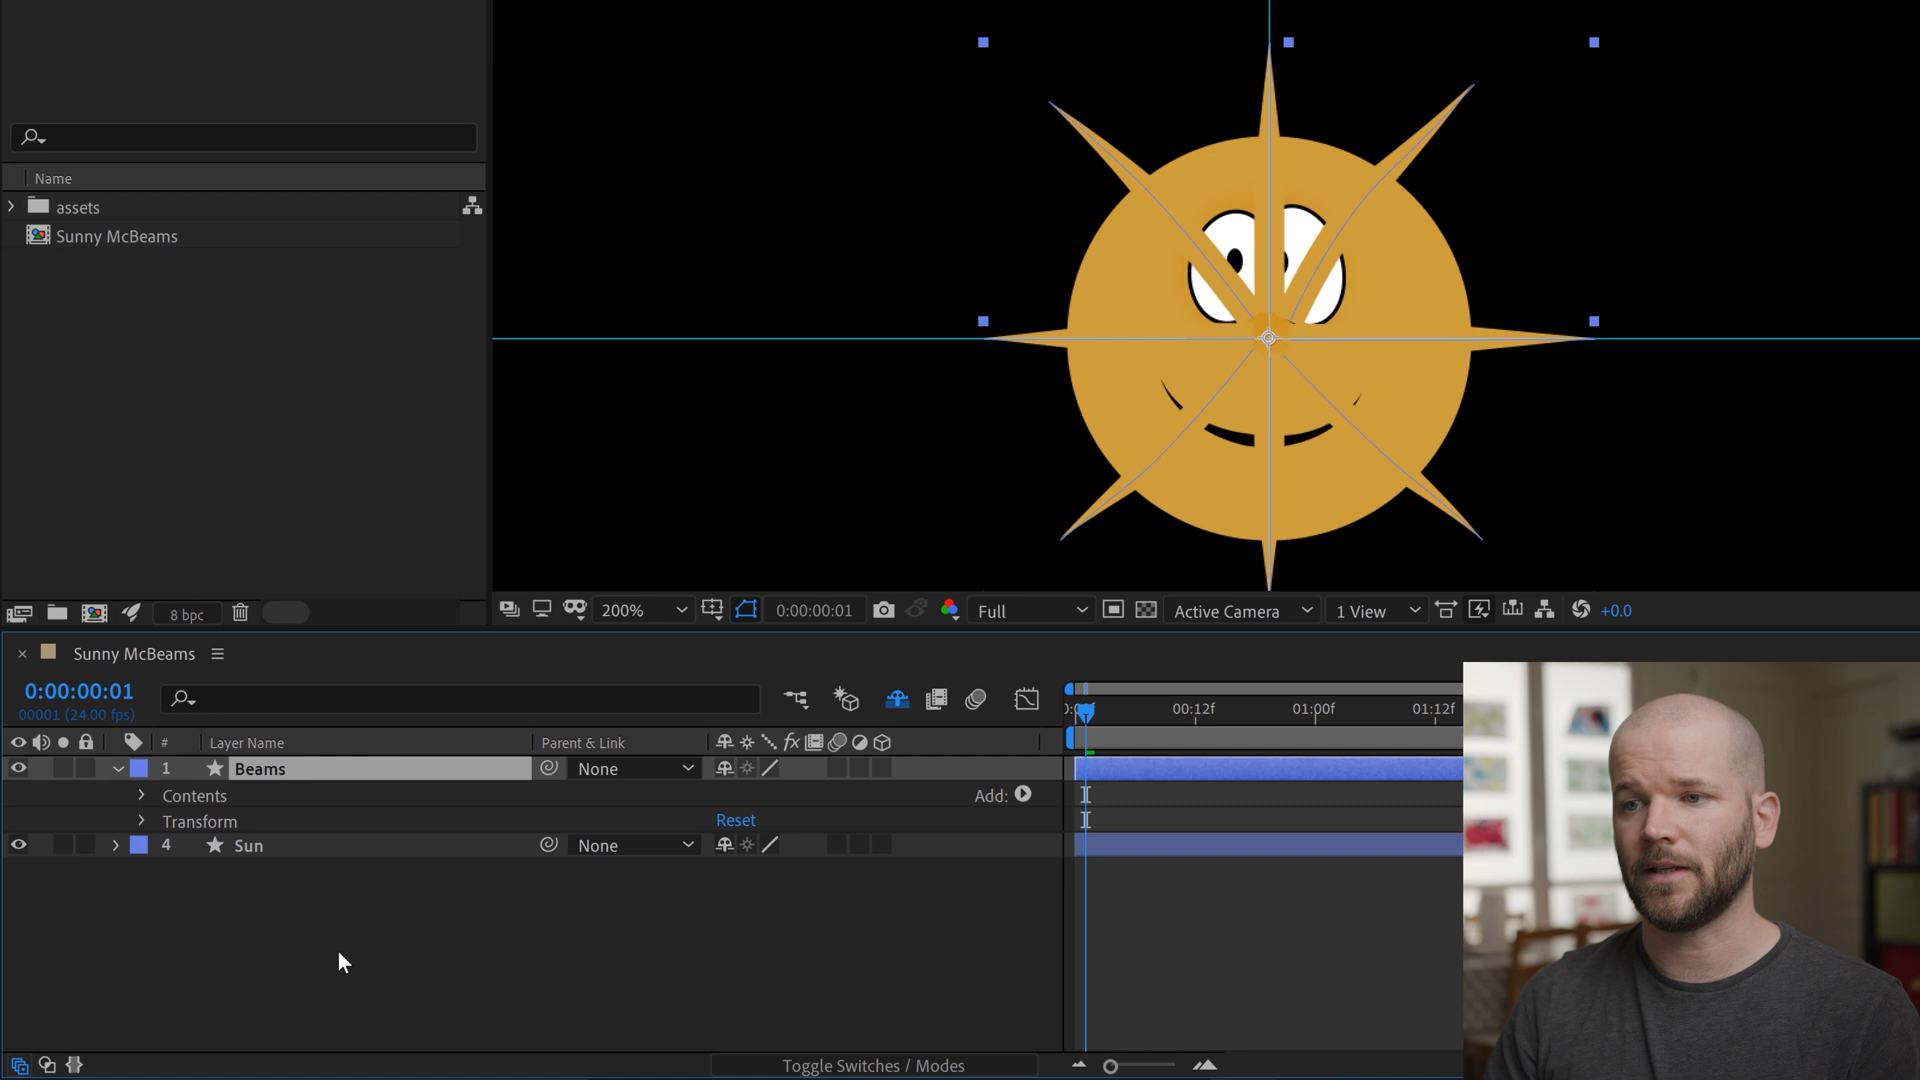 Name
assets
Sunny McBeams
8 bpc
200%
0:00:00:01
Full
Active Camera
1 View
+0.0
Sunny McBeams
0:00:00:01
00001 (24.00 fps)
00:12f
01:00f
01:12f
#
Layer Name
Parent & Link
fx
1
Beams
None
Contents
Add:
Transform
Reset
4
Sun
None
Toggle Switches / Modes